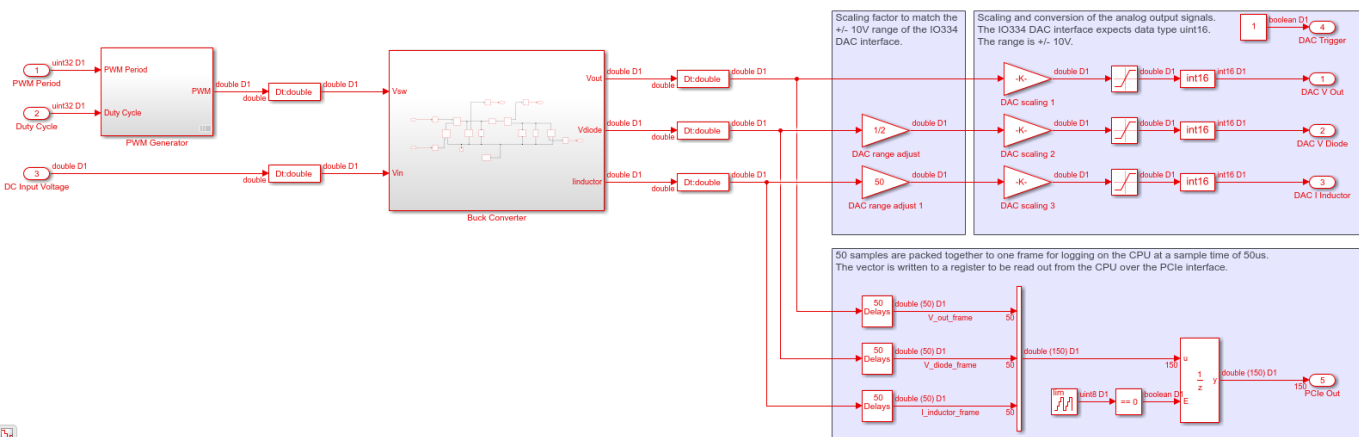 Scaling factor to match the
+/- 10V range of the IO334
DAC interface.
Scaling and conversion of the analog output signals.
The IO334 DAC interface expects data type uint16.
The range is +/- 10V.
1
boolean D1
4
DAC Trigger
1
uint32 D1
PWM Period
2
uint32 D1
Duty Cycle
PWM Period
Duty Cycle
PWM
PWM Generator
double D1
double
Dt:double
double D1
3
double D1
DC Input Voltage
double
Dt:double
double D1
Vsw
Vin
Vout
Vdiode
Iinductor
Buck Converter
double D1
double
Dt:double
double D1
-K-
DAC scaling 1
double D1
double D1
int16
int16 D1
1
DAC V Out
double D1
double
Dt:double
double D1
1/2
DAC range adjust
double D1
-K-
DAC scaling 2
double D1
double D1
int16
int16 D1
2
DAC V Diode
double D1
double
Dt:double
double D1
50
DAC range adjust 1
double D1
-K-
DAC scaling 3
double D1
double D1
int16
int16 D1
3
DAC I Inductor
50 samples are packed together to one frame for logging on the CPU at a sample time of 50us.
The vector is written to a register to be read out from the CPU over the PCIe interface.
50
Delays
double (50) D1
V_out_frame
50
50
Delays
double (50) D1
V_diode_frame
50
50
Delays
double (50) D1
I_inductor_frame
50
double (150) D1
150
lim
uint8 D1
== 0
boolean D1
u
E
1
z
y
double (150) D1
150
5
PCIe Out